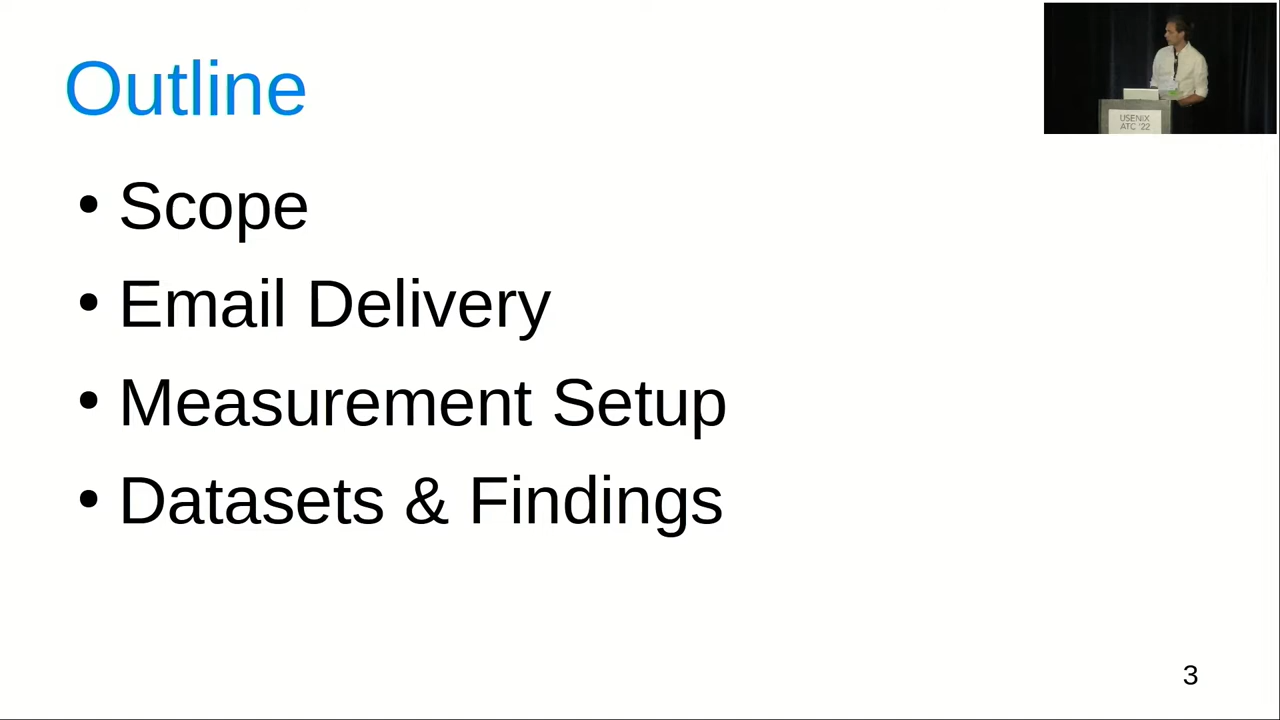 Outline
USENIX
ATC '22
• Scope
• Email Delivery
• Measurement Setup
• Datasets & Findings
3